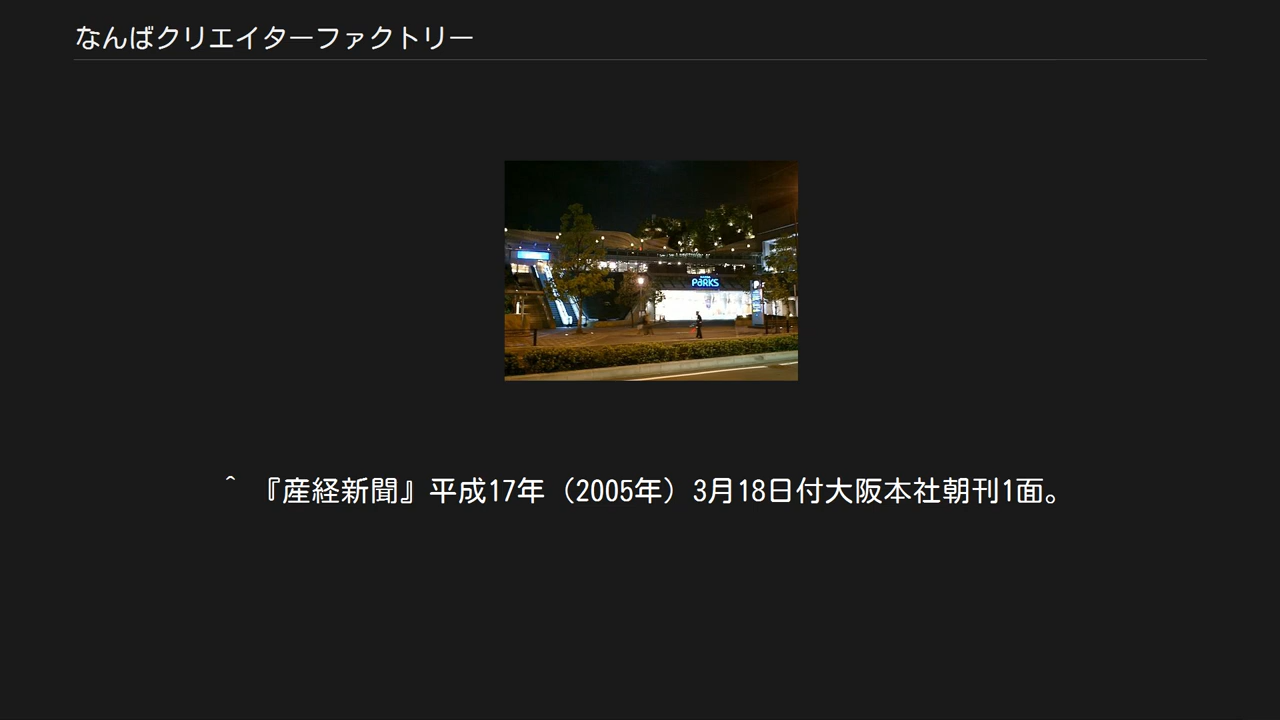 なんばクリエイターファクトリー
PARKS
^ 『産経新聞』平成17年（2005年）3月18日付大阪本社朝刊1面。